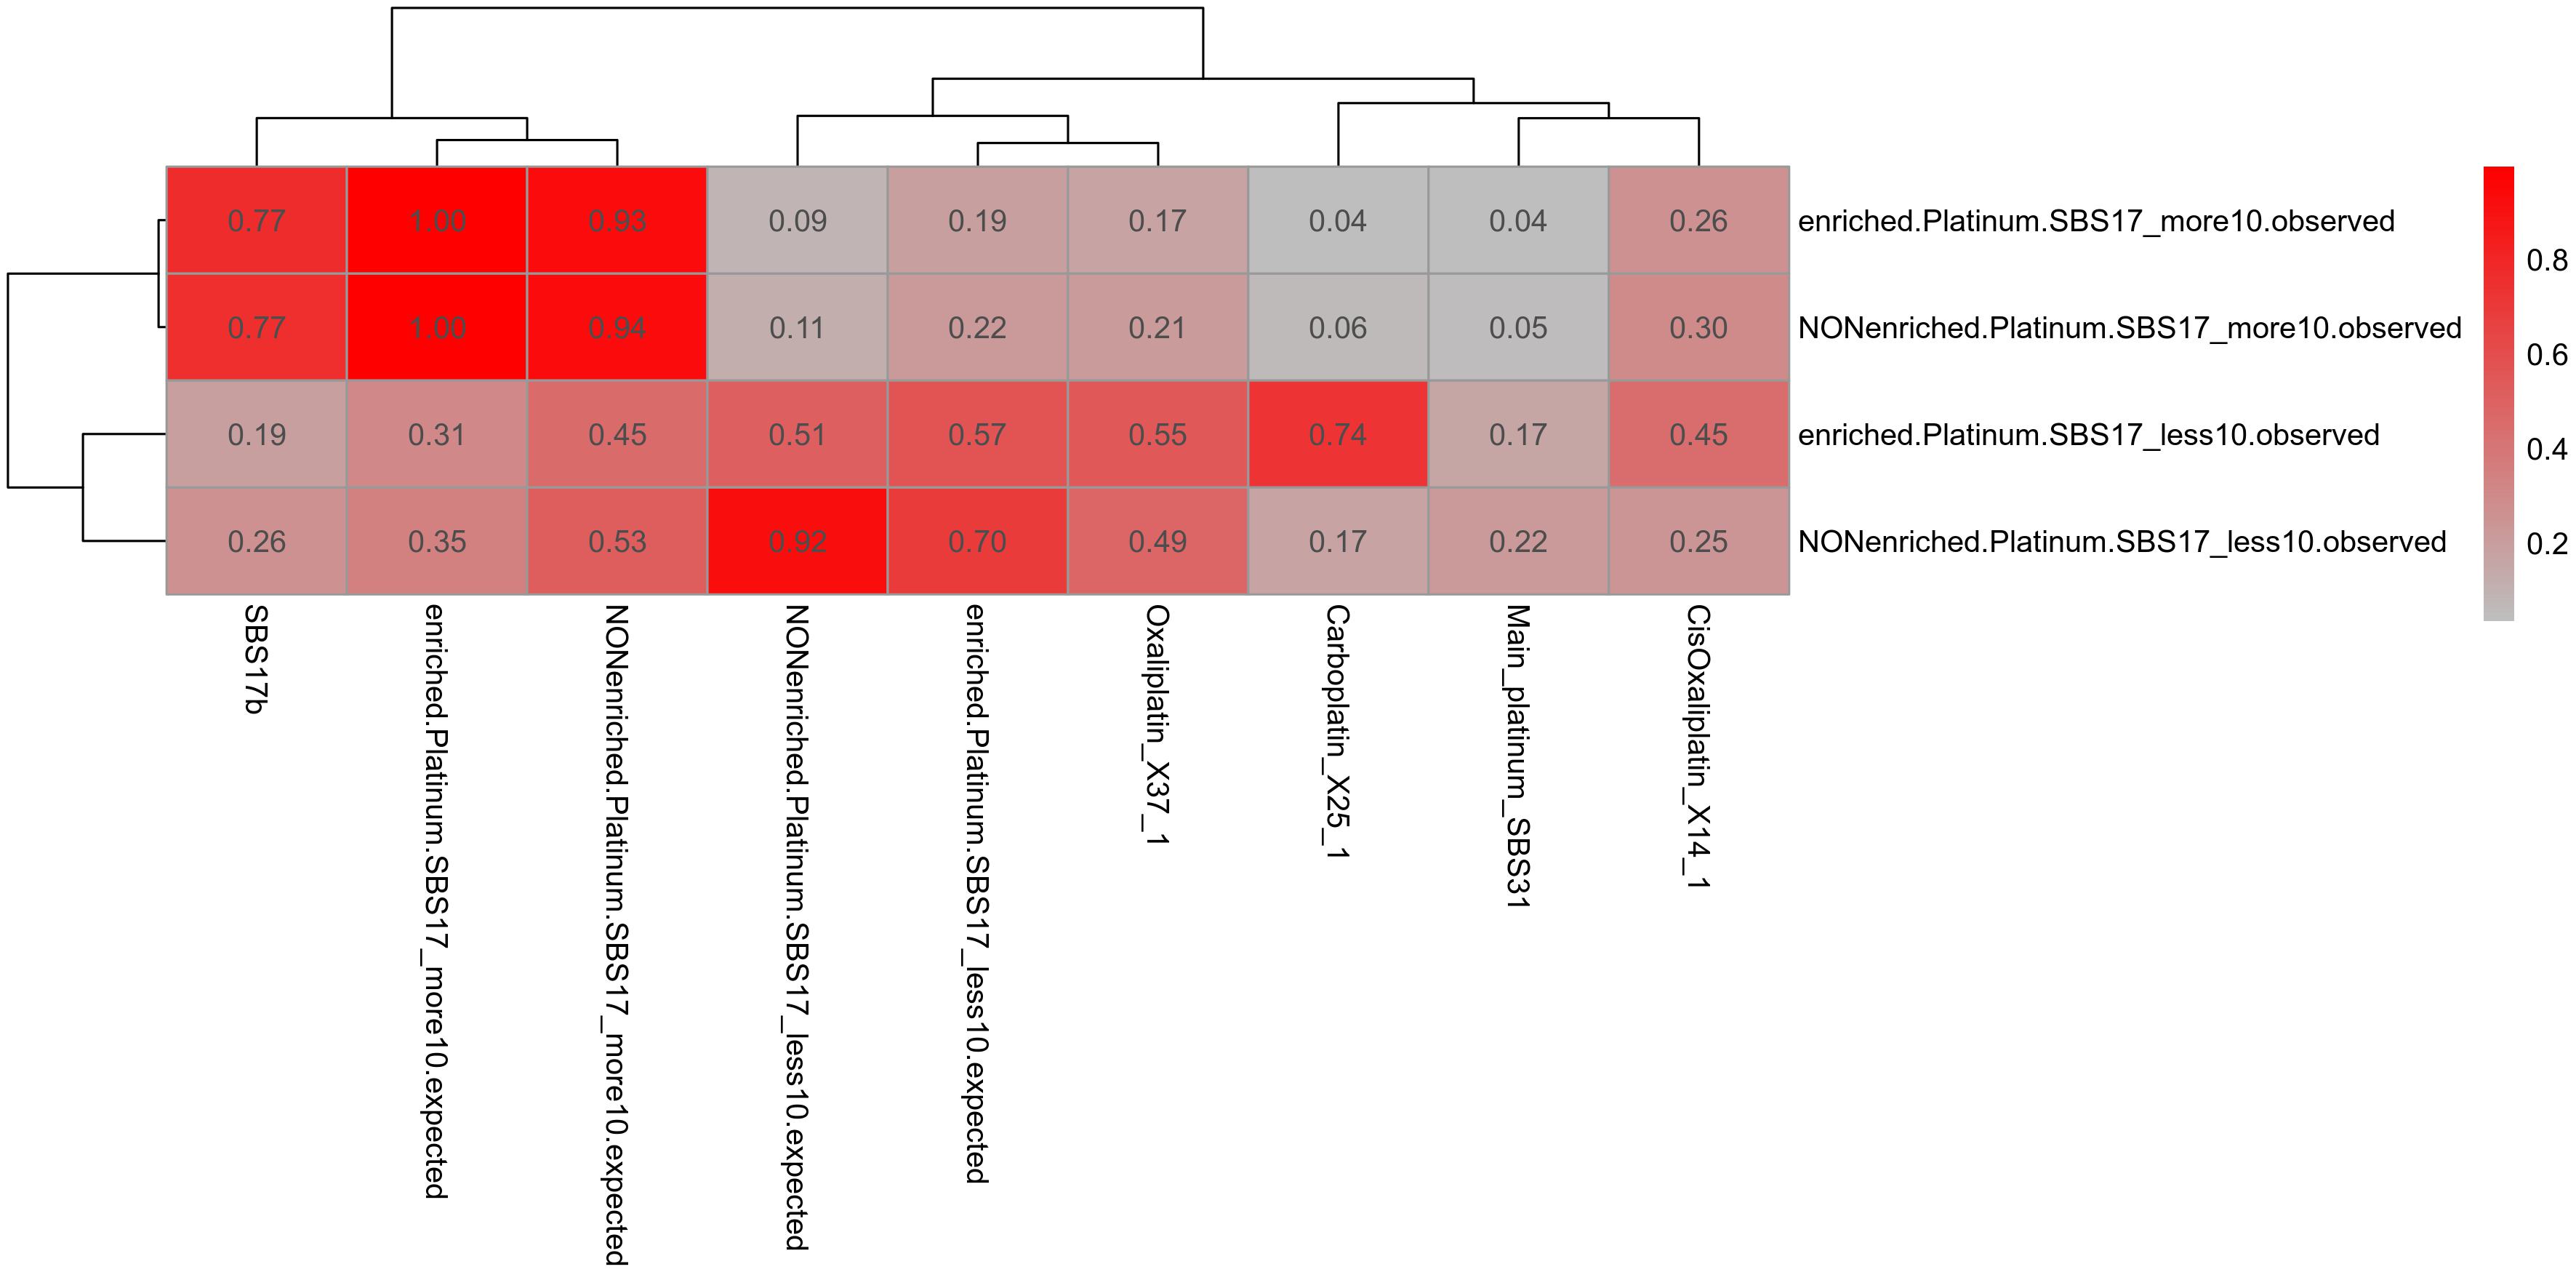 0.77 1.00 0.93 0.09 0.19 0.17 0.04 0.04 0.26 enriched.Platinum.SBS17_more10.observed
0.77 1.00 0.94 0.11 0.22 0.21 0.06 0.05 0.30 NONenriched.Platinum.SBS17_more10.observed
0.19 0.31 0.45 0.51 0.57 0.55 0.74 0.17 0.45 enriched.Platinum.SBS17_less10.observed
0.26 0.35 0.53 0.92 0.70 0.49 0.17 0.22 0.25 NONenriched.Platinum.SBS17_less10.observed
0.8
0.6
0.4
0.2
SBS17b
enriched.Platinum.SBS17_more10.expected
NONenriched.Platinum.SBS17_more10.expected
NONenriched.Platinum.SBS17_less10.expected
enriched.Platinum.SBS17_less10.expected
Oxaliplatin_X37_1
Carboplatin_X25_1
Main_platinum_SBS31
CisOxaliplatin_X14_1